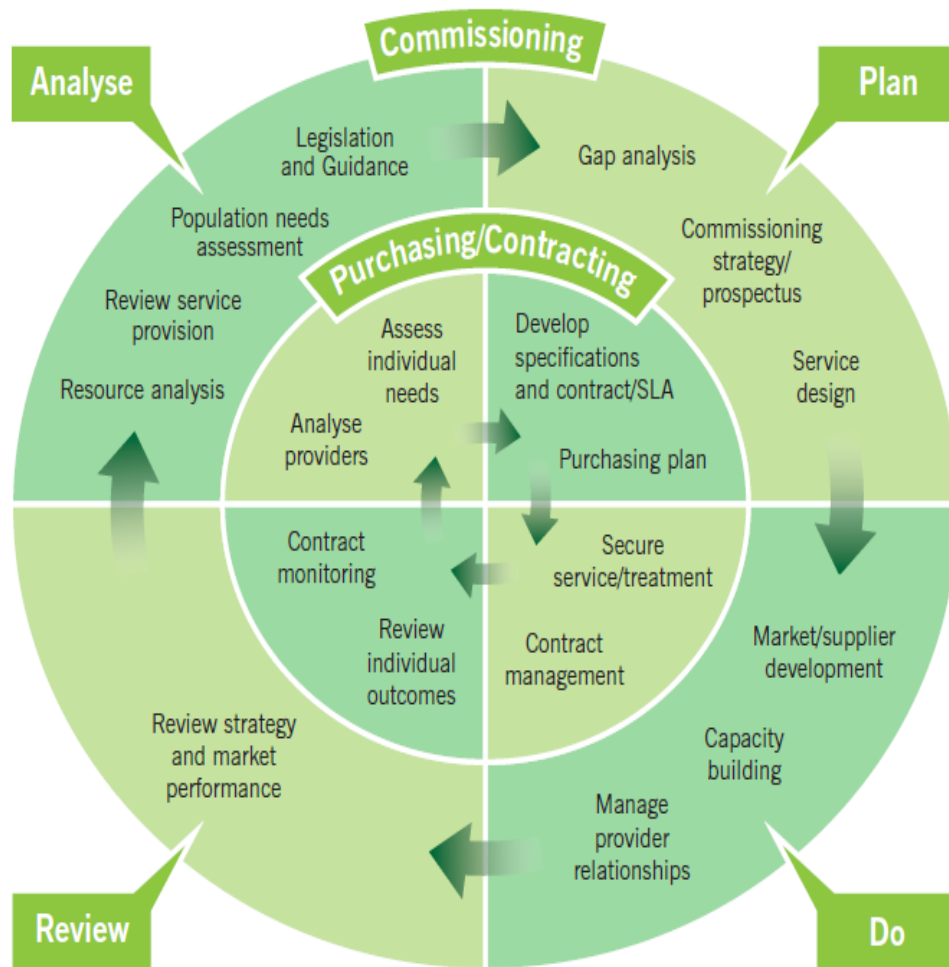 Commissioning
Analyse
Plan
Legislation
and Guidance
Gap analysis
Population needs
assessment
Commissioning
strategy/
prospectus
Purchasing/Contracting
Review service
provision
Assess
individual
needs
Develop
specifications
and contract/SLA
Service
design
Resource analysis
Analyse
providers
Purchasing plan
Contract
monitoring
Secure
service/treatment
Review
individual
outcomes
Contract
management
Market/supplier
development
Review strategy
and market
performance
Capacity
building
Manage
provider
relationships
Review
Do